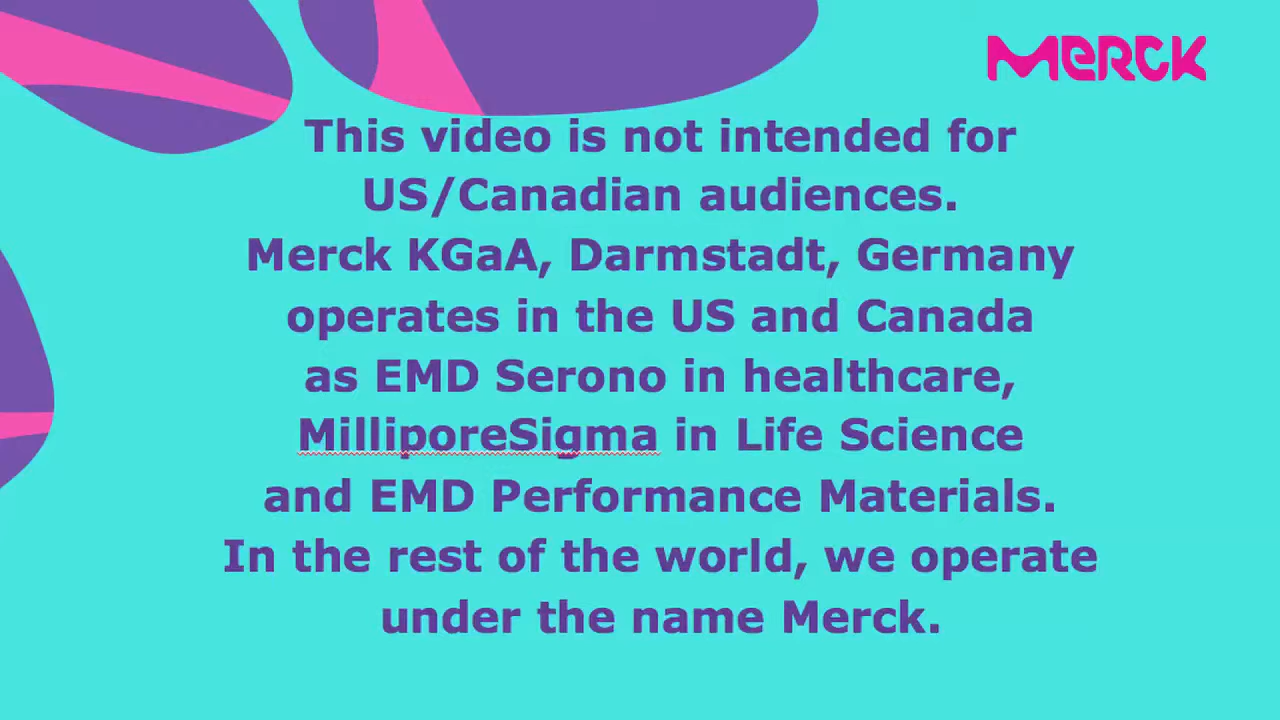 MERCK
This video is not intended for
US/Canadian audiences.
Merck KGaA, Darmstadt, Germany
operates in the US and Canada
as EMD Serono in healthcare,
MilliporeSigma in Life Science
and EMD Performance Materials.
In the rest of the world, we operate
under the name Merck.